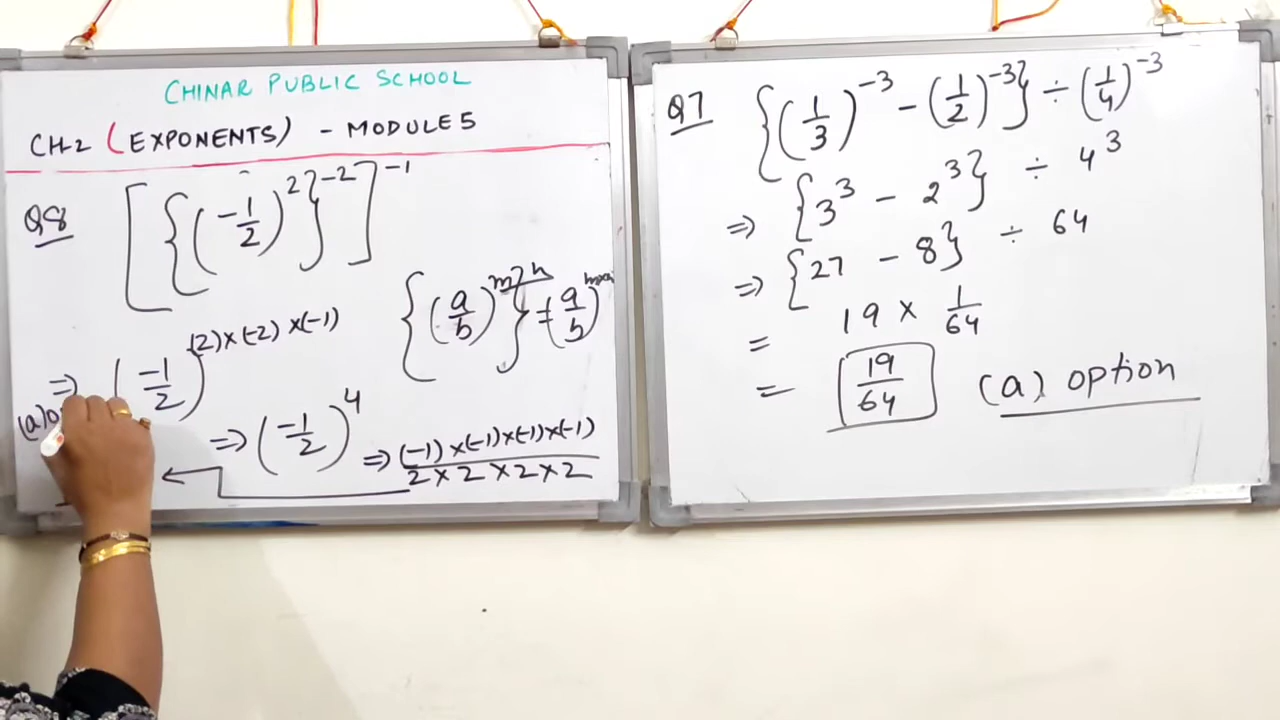 CHINAR PUBLIC SCHOOL
CH-2 (EXPONENTS) - MODULE 5
Q8 [{(-1/2)^2}^-2]^-1
{(a/b)^m}^n = (a/b)^m×n
⇒ (-1/2)^(2)×(-2)×(-1)
(a)
⇒ (-1/2)^4 ⇒ (-1)×(-1)×(-1)×(-1)/2×2×2×2
←
Q7 {(1/3)^-3 - (1/2)^-3} ÷ (1/4)^-3
⇒ {3^3 - 2^3} ÷ 4^3
⇒ {27 - 8} ÷ 64
= 19 × 1/64
= 19/64 (a) option